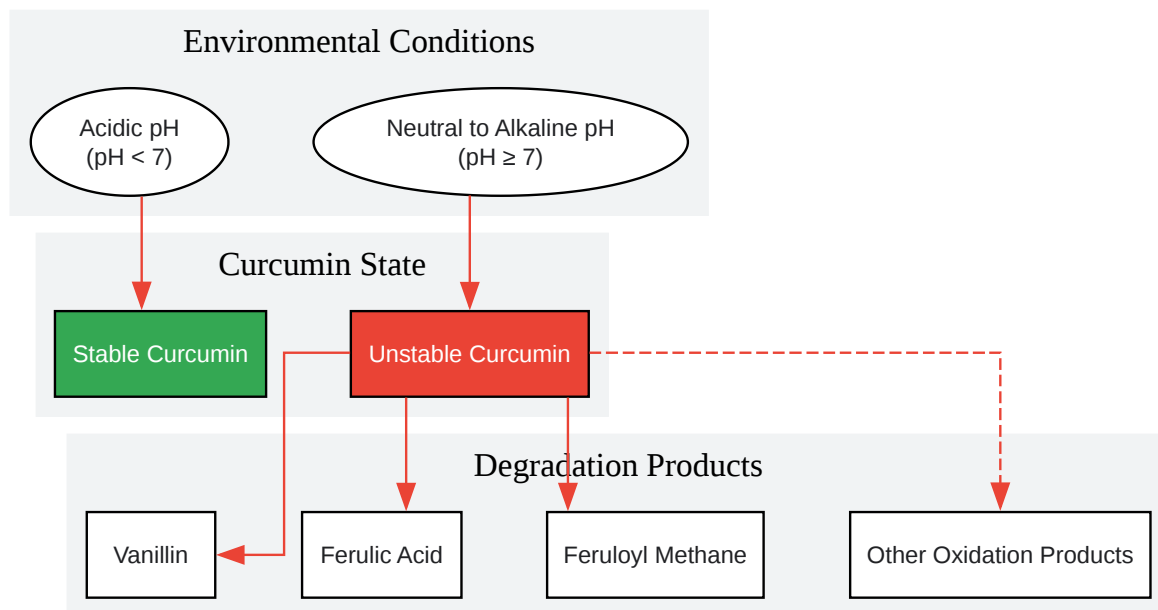 Environmental Conditions
Acidic pH
(pH < 7)
Neutral to Alkaline pH
(pH ≥ 7)
Curcumin State
Stable Curcumin
Unstable Curcumin
Degradation Products
Vanillin
Ferulic Acid
Feruloyl Methane
Other Oxidation Products